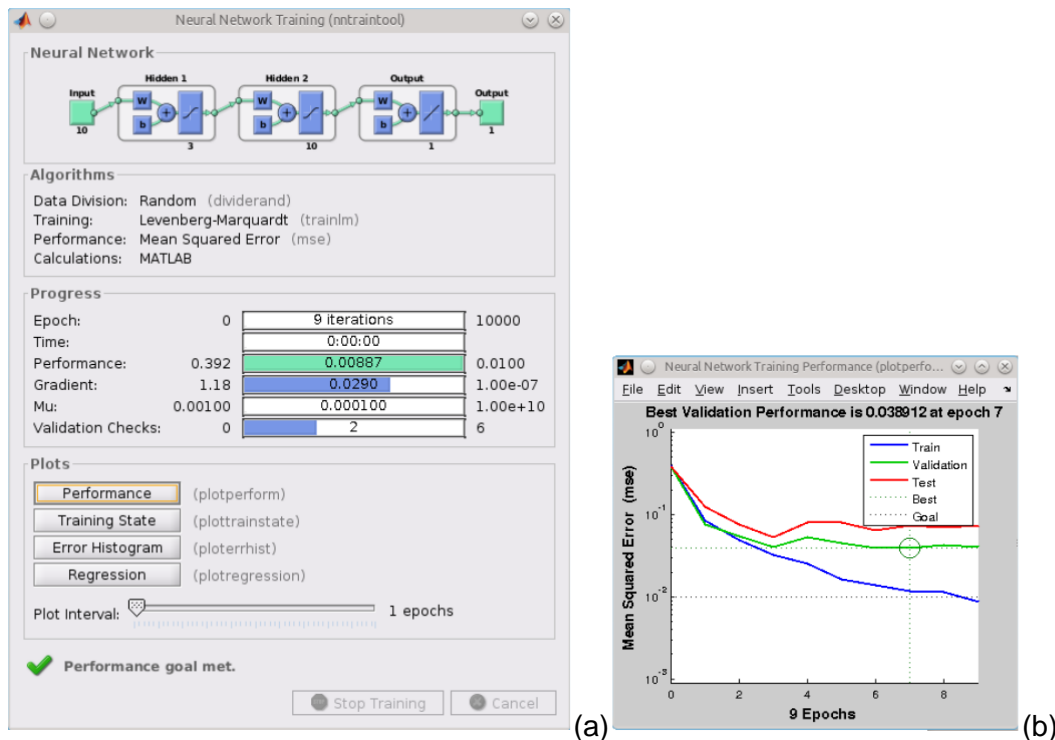 Neural Network Training (nntraintool)
Neural Network
Hidden 1 Hidden 2 Output
Input Output
W W W
+ + +
b b b
10 3 10 1 1
Algorithms
Data Division: Random (dividerand)
Training: Levenberg-Marquardt (trainlm)
Performance: Mean Squared Error (mse)
Calculations: MATLAB
Progress
Epoch: 0 9 iterations 10000
Time: 0:00:00
Performance: 0.392 0.00887 0.0100
Gradient: 1.18 0.0290 1.00e-07
Mu: 0.00100 0.000100 1.00e+10
Validation Checks: 0 2 6
Plots
Performance (plotperform)
Training State (plottrainstate)
Error Histogram (ploterrhist)
Regression (plotregression)
Plot Interval: 1 epochs
Performance goal met.
Stop Training Cancel
(a)
Neural Network Training Performance (plotperfo...
File Edit View Insert Tools Desktop Window Help
Best Validation Performance is 0.038912 at epoch 7
Mean Squared Error (mse)
10^0
10^-1
10^-2
10^-3
Train
Validation
Test
Best
Goal
0 2 4 6 8
9 Epochs
(b)